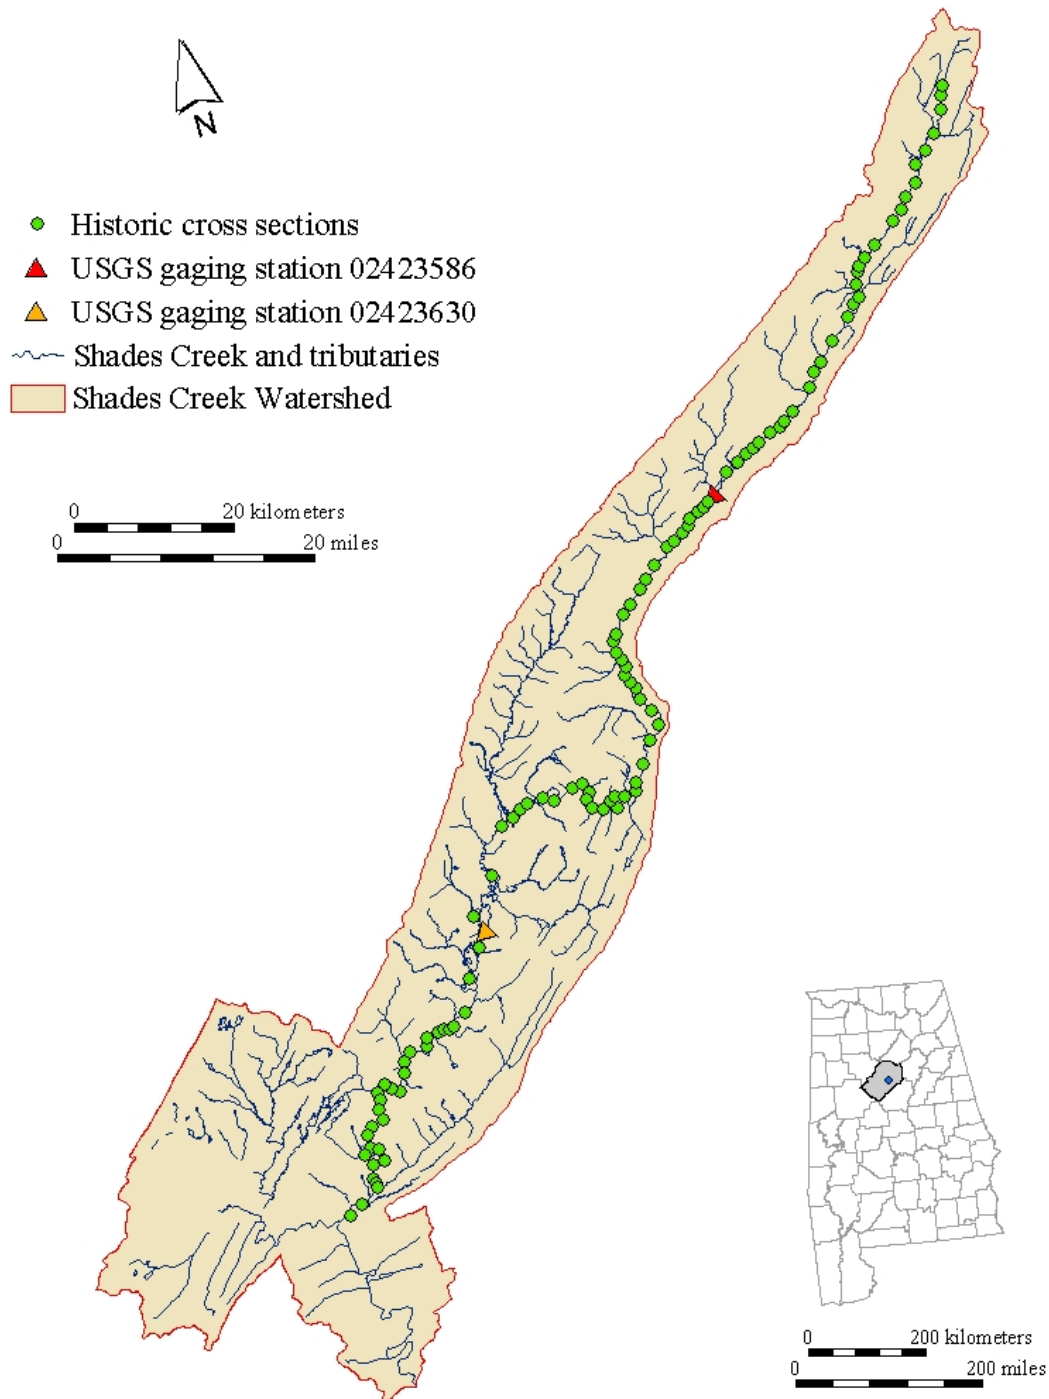 N
Historic cross sections
USGS gaging station 02423586
USGS gaging station 02423630
Shades Creek and tributaries
Shades Creek Watershed
0 20 kilometers
0 20 miles
0 200 kilometers
0 200 miles